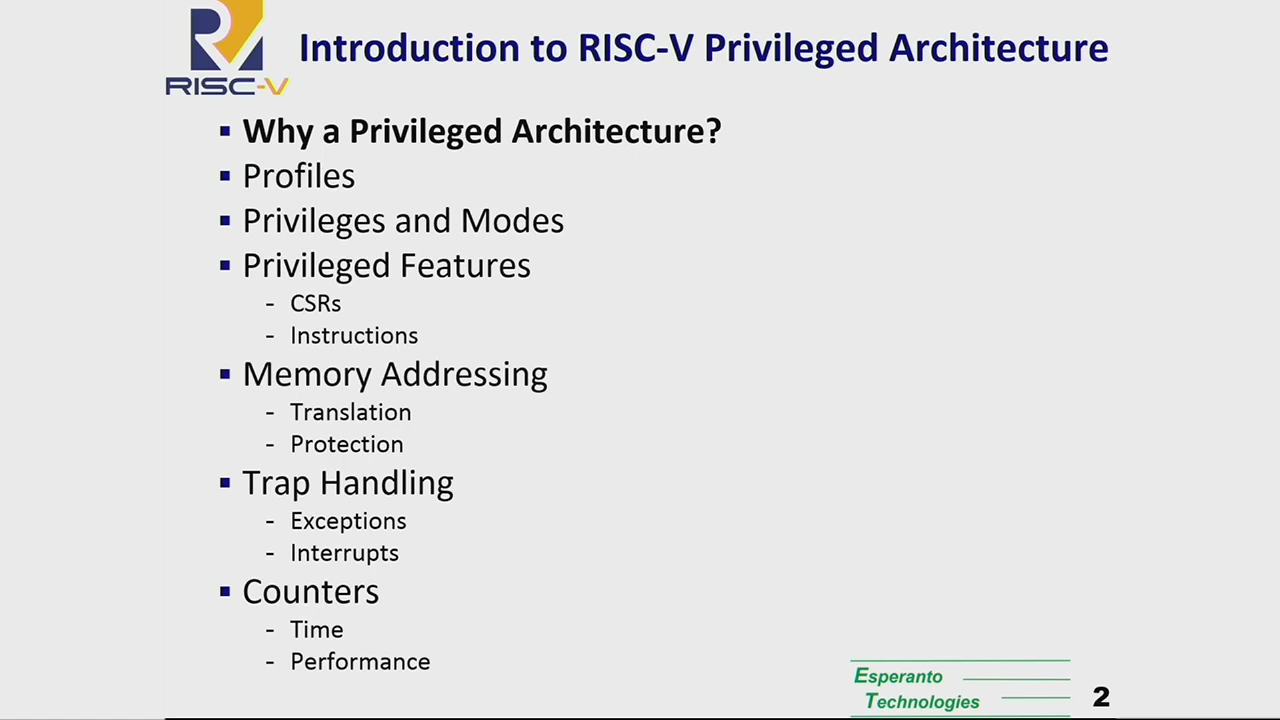 RISC-V
Introduction to RISC-V Privileged Architecture
▪ Why a Privileged Architecture?
▪ Profiles
▪ Privileges and Modes
▪ Privileged Features
- CSRs
- Instructions
▪ Memory Addressing
- Translation
- Protection
▪ Trap Handling
- Exceptions
- Interrupts
▪ Counters
- Time
- Performance
Esperanto
Technologies
2